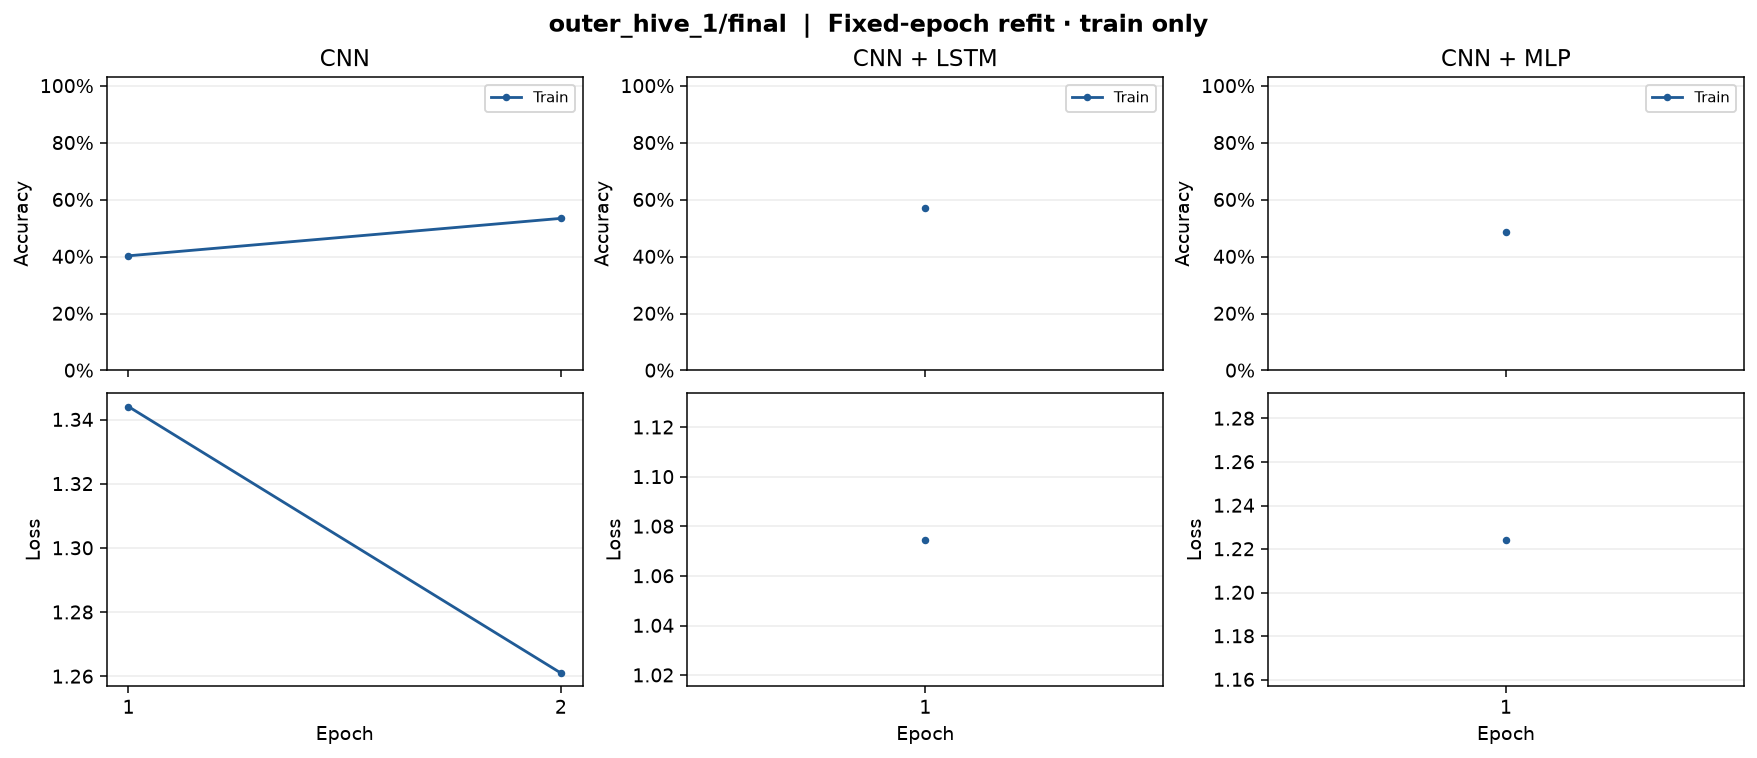 outer_hive_1/final | Fixed-epoch refit · train only
CNN
100%
80%
60%
40%
20%
0%
Accuracy
Train
CNN + LSTM
100%
80%
60%
40%
20%
0%
Accuracy
Train
CNN + MLP
100%
80%
60%
40%
20%
0%
Accuracy
Train
1.34
1.32
1.30
1.28
1.26
Loss
1
2
Epoch
1.12
1.10
1.08
1.06
1.04
1.02
Loss
1
Epoch
1.28
1.26
1.24
1.22
1.20
1.18
1.16
Loss
1
Epoch